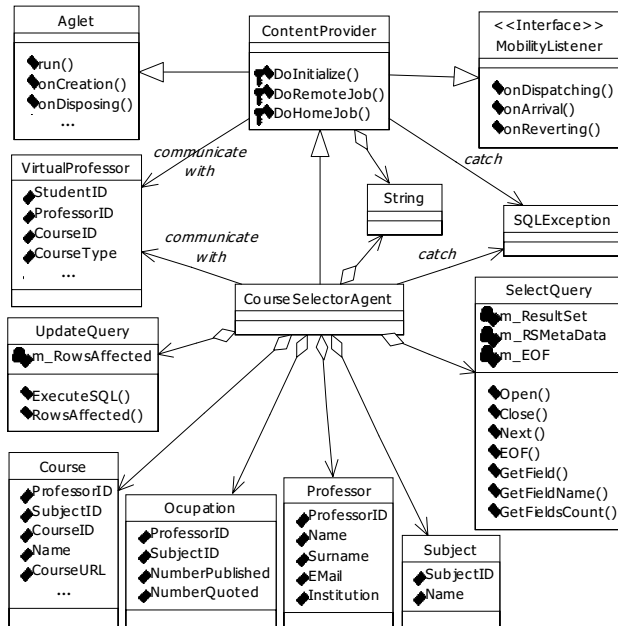 Aglet
run()
onCreation()
onDisposing()
...
ContentProvider
DoInitialize()
DoRemoteJob()
DoHomeJob()
<<Interface>>
MobilityListener
onDispatching()
onArrival()
onReverting()
communicate
with
catch
VirtualProfessor
StudentID
ProfessorID
CourseID
CourseType
...
String
SQLException
communicate
with
catch
CourseSelectorAgent
SelectQuery
m_ResultSet
m_RSMetaData
m_EOF
Open()
Close()
Next()
EOF()
GetField()
GetFieldName()
GetFieldsCount()
UpdateQuery
m_RowsAffected
ExecuteSQL()
RowsAffected()
Course
ProfessorID
SubjectID
CourseID
Name
CourseURL
...
Ocupation
ProfessorID
SubjectID
NumberPublished
NumberQuoted
Professor
ProfessorID
Name
Surname
EMail
Institution
Subject
SubjectID
Name